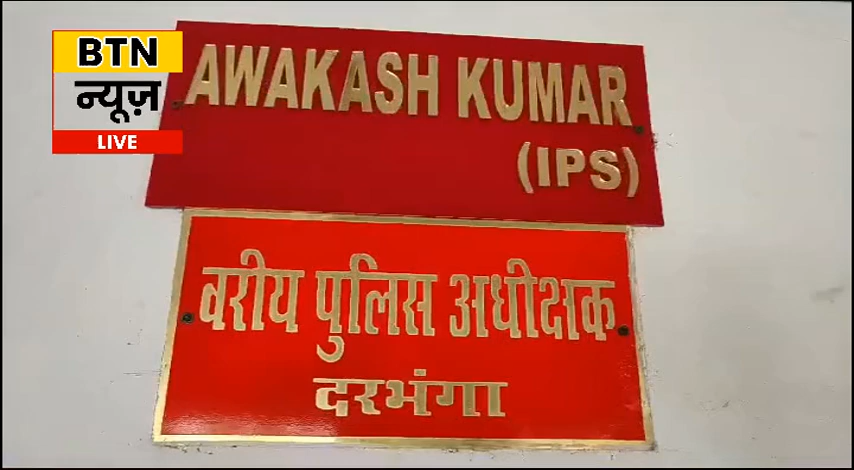 BTN
न्यूज़
LIVE
AWAKASH KUMAR
(IPS)
वरीय पुलिस अधीक्षक
दरभंगा